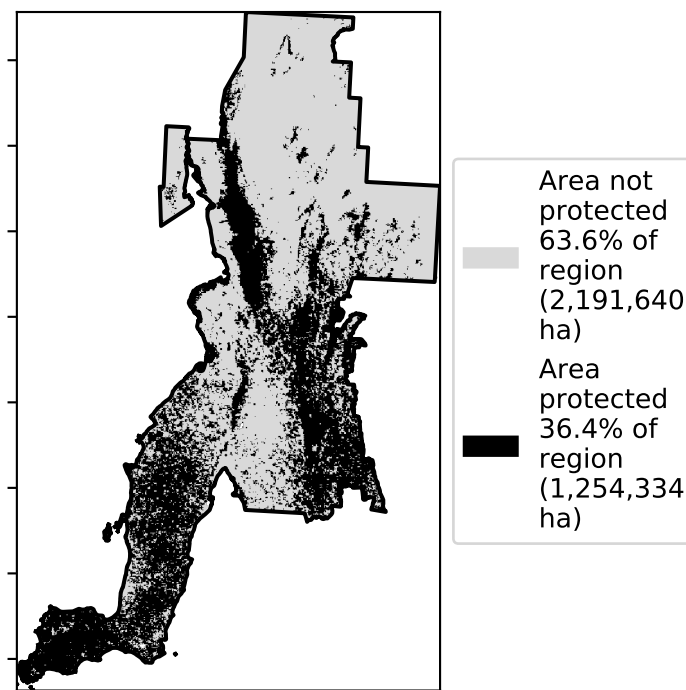 Area not
protected
63.6% of
region
(2,191,640
ha)
Area
protected
36.4% of
region
(1,254,334
ha)